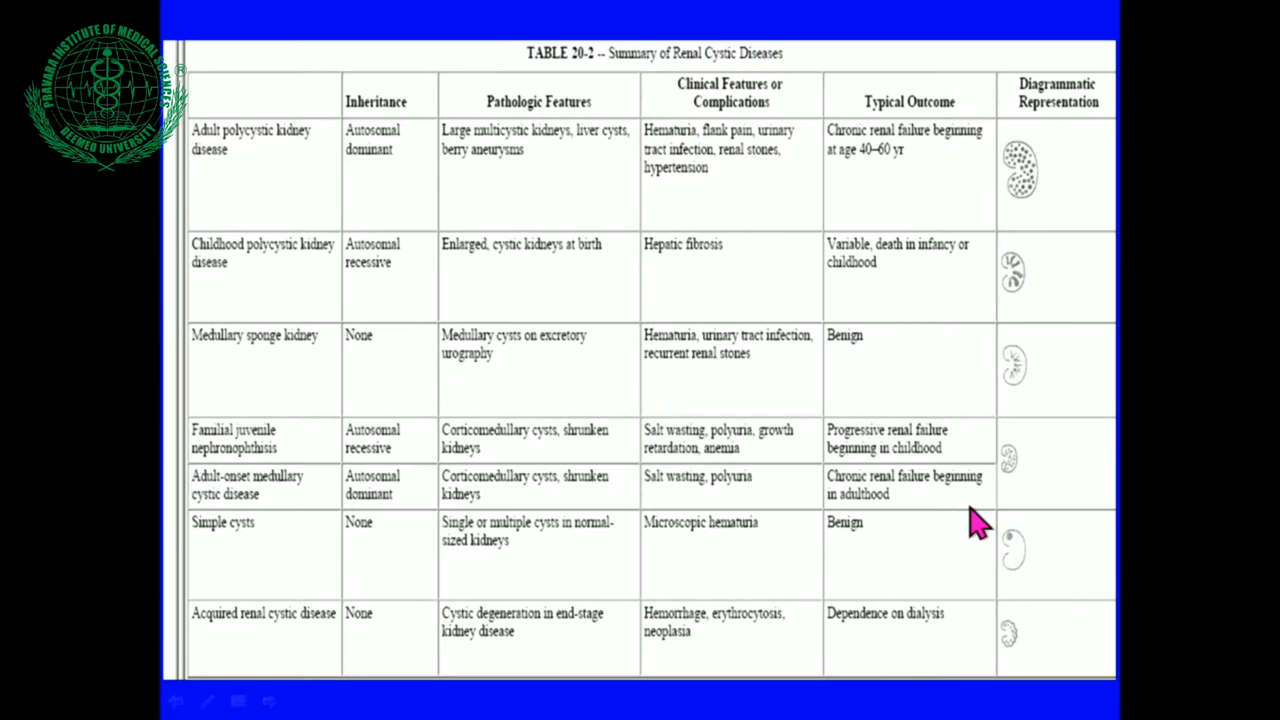 PRAVARA INSTITUTE OF MEDICAL SCIENCES
DEEMED UNIVERSITY
®
TABLE 20-2 -- Summary of Renal Cystic Diseases
Inheritance
Pathologic Features
Clinical Features or
Complications
Typical Outcome
Diagrammatic
Representation
Adult polycystic kidney
disease
Autosomal
dominant
Large multicystic kidneys, liver cysts,
berry aneurysms
Hematuria, flank pain, urinary
tract infection, renal stones,
hypertension
Chronic renal failure beginning
at age 40–60 yr
Childhood polycystic kidney
disease
Autosomal
recessive
Enlarged, cystic kidneys at birth
Hepatic fibrosis
Variable, death in infancy or
childhood
Medullary sponge kidney
None
Medullary cysts on excretory
urography
Hematuria, urinary tract infection,
recurrent renal stones
Benign
Familial juvenile
nephronophthisis
Autosomal
recessive
Corticomedullary cysts, shrunken
kidneys
Salt wasting, polyuria, growth
retardation, anemia
Progressive renal failure
beginning in childhood
Adult-onset medullary
cystic disease
Autosomal
dominant
Corticomedullary cysts, shrunken
kidneys
Salt wasting, polyuria
Chronic renal failure beginning
in adulthood
Simple cysts
None
Single or multiple cysts in normal-
sized kidneys
Microscopic hematuria
Benign
Acquired renal cystic disease
None
Cystic degeneration in end-stage
kidney disease
Hemorrhage, erythrocytosis,
neoplasia
Dependence on dialysis